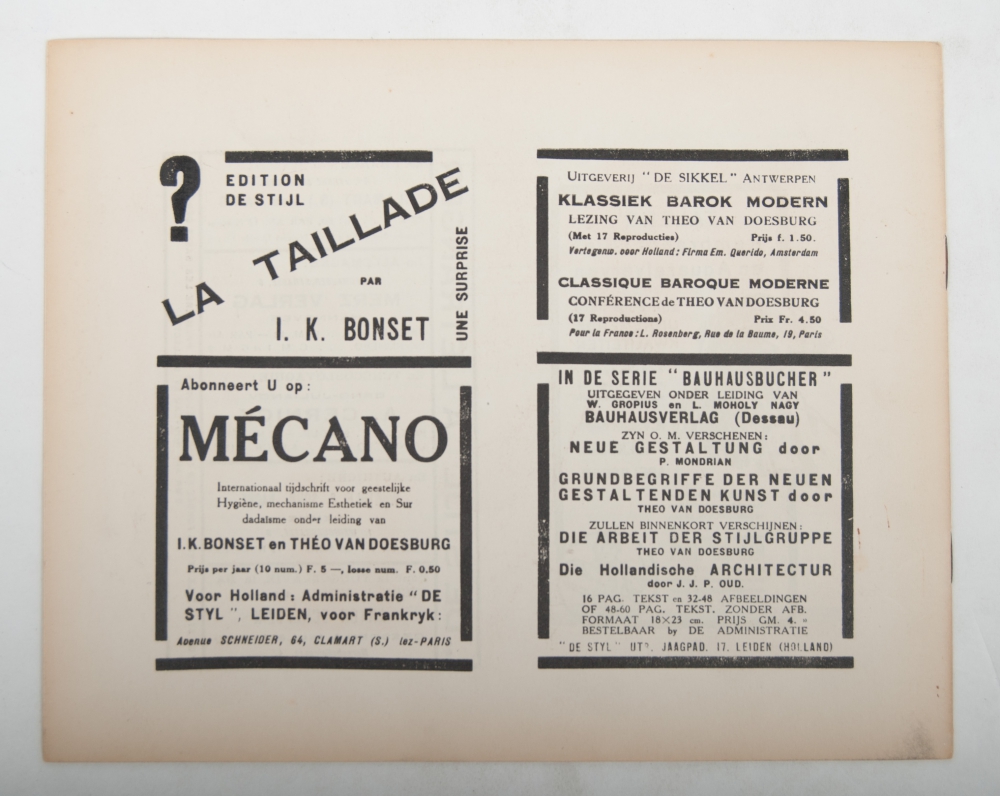 ?
EDITION
DE STIJL
LA TAILLADE
PAR
I. K. BONSET
UNE SURPRISE
Abonneert U op:
MÉCANO
Internationaal tijdschrift voor geestelijke
Hygiène, mechanisme Esthetiek en Sur
dadaïsme onder leiding van
I.K. BONSET en THÉO VAN DOESBURG
Prijs per jaar (10 num.) F. 5 —, losse num. F. 0.50
Voor Holland: Administratie "DE
STYL", LEIDEN, voor Frankryk:
Avenue SCHNEIDER, 64, CLAMART (S.) lez-PARIS
UITGEVERIJ "DE SIKKEL" ANTWERPEN
KLASSIEK BAROK MODERN
LEZING VAN THEO VAN DOESBURG
(Met 17 Reproducties) Prijs f. 1.50.
Vertegenw. voor Holland: Firma Em. Querido, Amsterdam
CLASSIQUE BAROQUE MODERNE
CONFÉRENCE de THEO VAN DOESBURG
(17 Reproductions) Prix Fr. 4.50
Pour la France: L. Rosenberg, Rue de la Baume, 19, Paris
IN DE SERIE "BAUHAUSBUCHER"
UITGEGEVEN ONDER LEIDING VAN
W. GROPIUS en L. MOHOLY NAGY
BAUHAUSVERLAG (Dessau)
ZYN O. M. VERSCHENEN:
NEUE GESTALTUNG door
P. MONDRIAN
GRUNDBEGRIFFE DER NEUEN
GESTALTENDEN KUNST door
THEO VAN DOESBURG
ZULLEN BINNENKORT VERSCHIJNEN:
DIE ARBEIT DER STIJLGRUPPE
THEO VAN DOESBURG
Die Hollandische ARCHITECTUR
door J. J. P. OUD.
16 PAG. TEKST en 32-48 AFBEELDINGEN
OF 48-60 PAG. TEKST. ZONDER AFB.
FORMAAT 18×23 cm. PRIJS GM. 4. "
BESTELBAAR by DE ADMINISTRATIE
"DE STYL" UTG. JAAGPAD. 17. LEIDEN (HOLLAND)